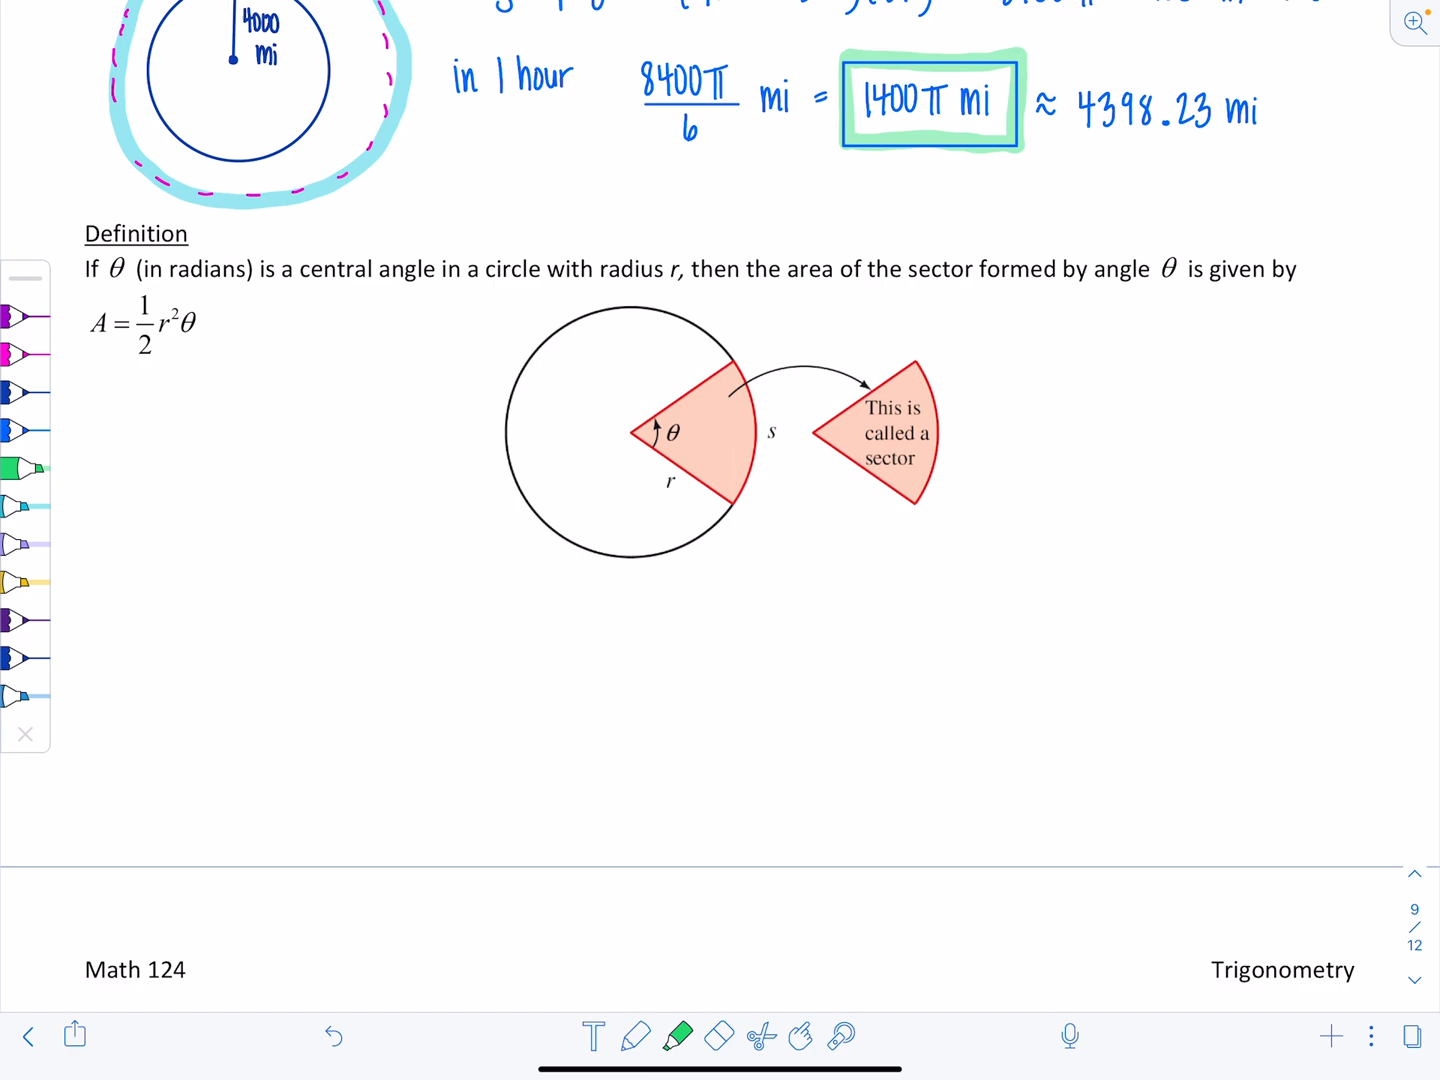 4000
mi
in 1 hour 8400π/6 mi = 1400π mi ≈ 4398.23 mi
Definition
If θ (in radians) is a central angle in a circle with radius r, then the area of the sector formed by angle θ is given by
A = 1/2 r²θ
This is
called a
sector
θ
s
r
9
/
12
Math 124
Trigonometry
T